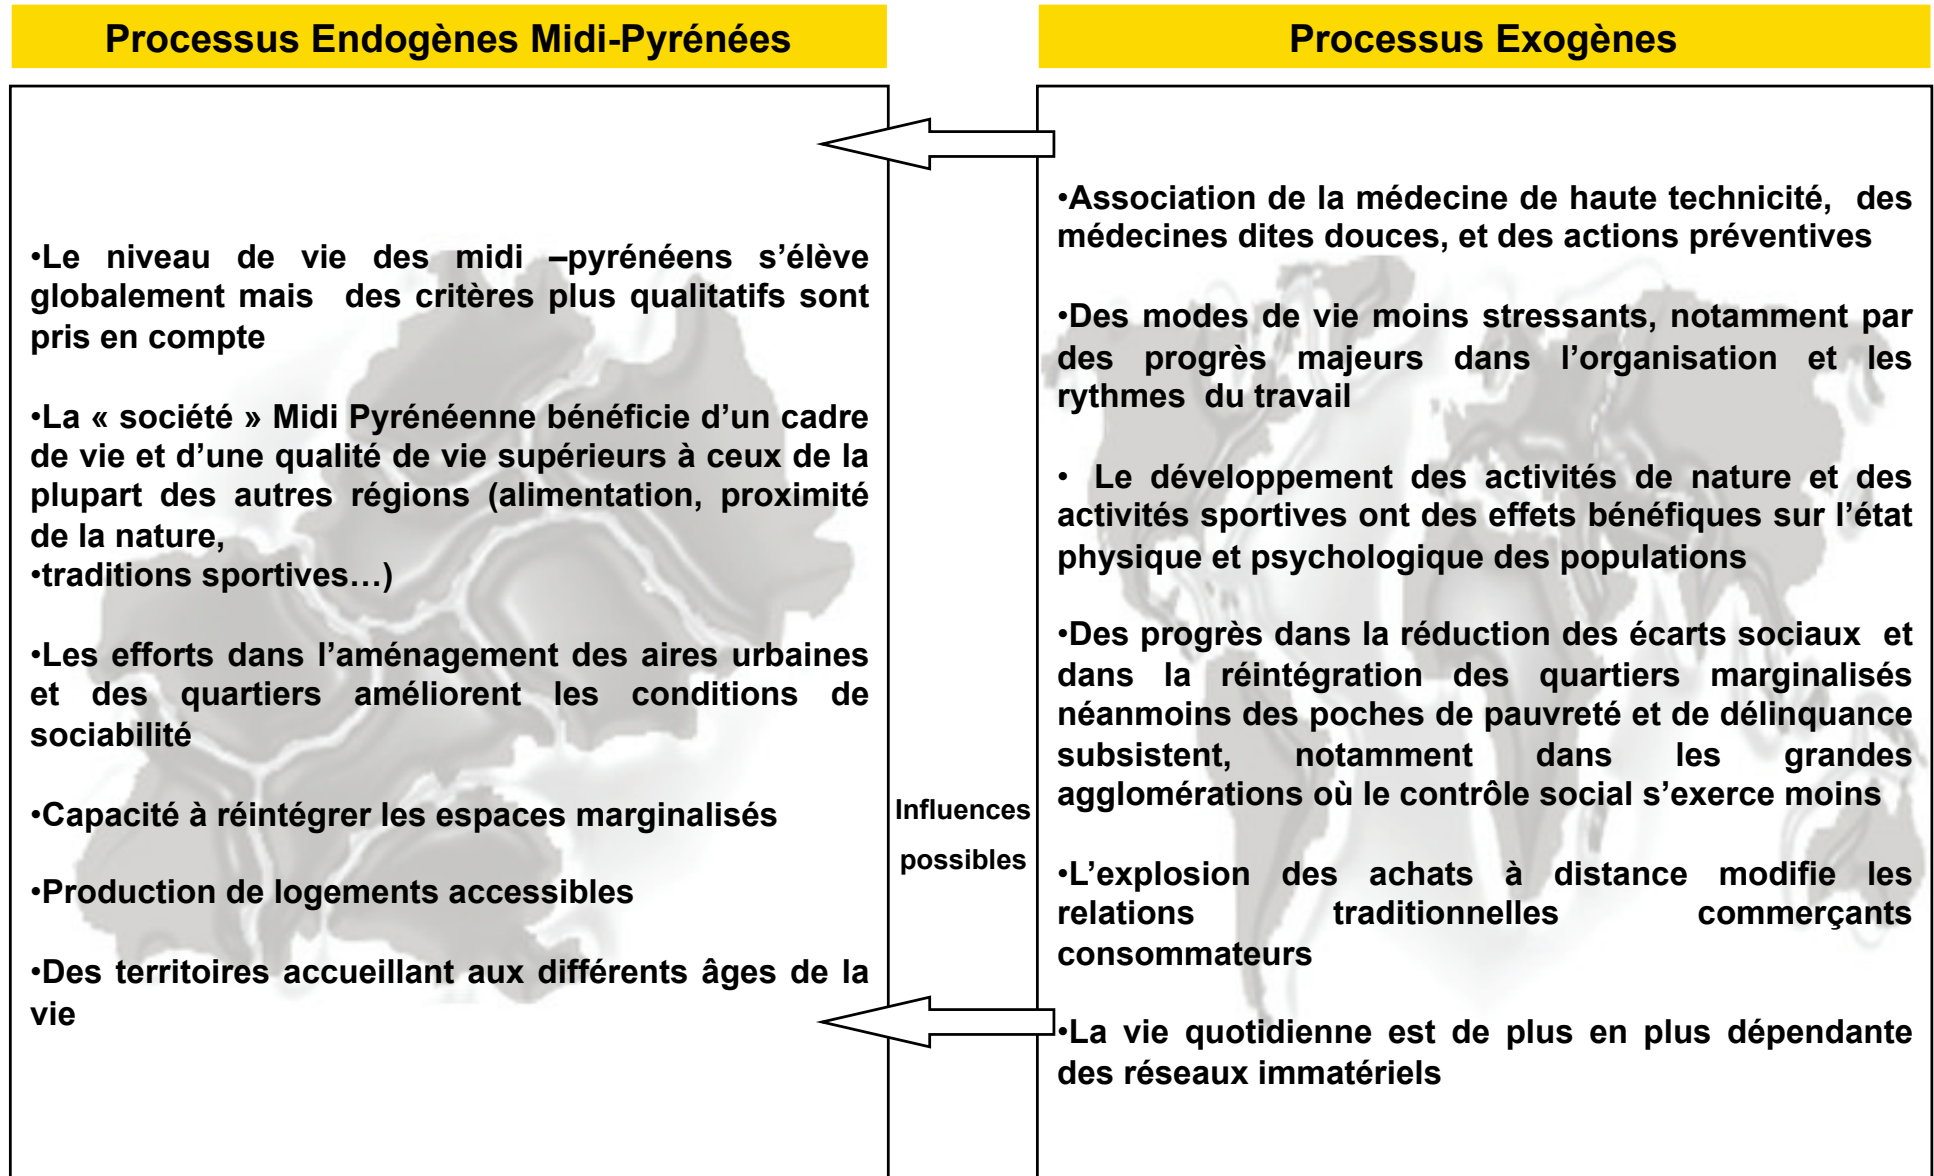 Processus Endogènes Midi-Pyrénées
•Le niveau de vie des midi –pyrénéens s’élève
globalement mais des critères plus qualitatifs sont
pris en compte
•La « société » Midi Pyrénéenne bénéficie d’un cadre
de vie et d’une qualité de vie supérieurs à ceux de la
plupart des autres régions (alimentation, proximité
de la nature,
•traditions sportives…)
•Les efforts dans l’aménagement des aires urbaines
et des quartiers améliorent les conditions de
sociabilité
•Capacité à réintégrer les espaces marginalisés
•Production de logements accessibles
•Des territoires accueillant aux différents âges de la
vie
Influences
possibles
Processus Exogènes
•Association de la médecine de haute technicité, des
médecines dites douces, et des actions préventives
•Des modes de vie moins stressants, notamment par
des progrès majeurs dans l’organisation et les
rythmes du travail
• Le développement des activités de nature et des
activités sportives ont des effets bénéfiques sur l’état
physique et psychologique des populations
•Des progrès dans la réduction des écarts sociaux et
dans la réintégration des quartiers marginalisés
néanmoins des poches de pauvreté et de délinquance
subsistent, notamment dans les grandes
agglomérations où le contrôle social s’exerce moins
•L’explosion des achats à distance modifie les
relations traditionnelles commerçants
consommateurs
•La vie quotidienne est de plus en plus dépendante
des réseaux immatériels